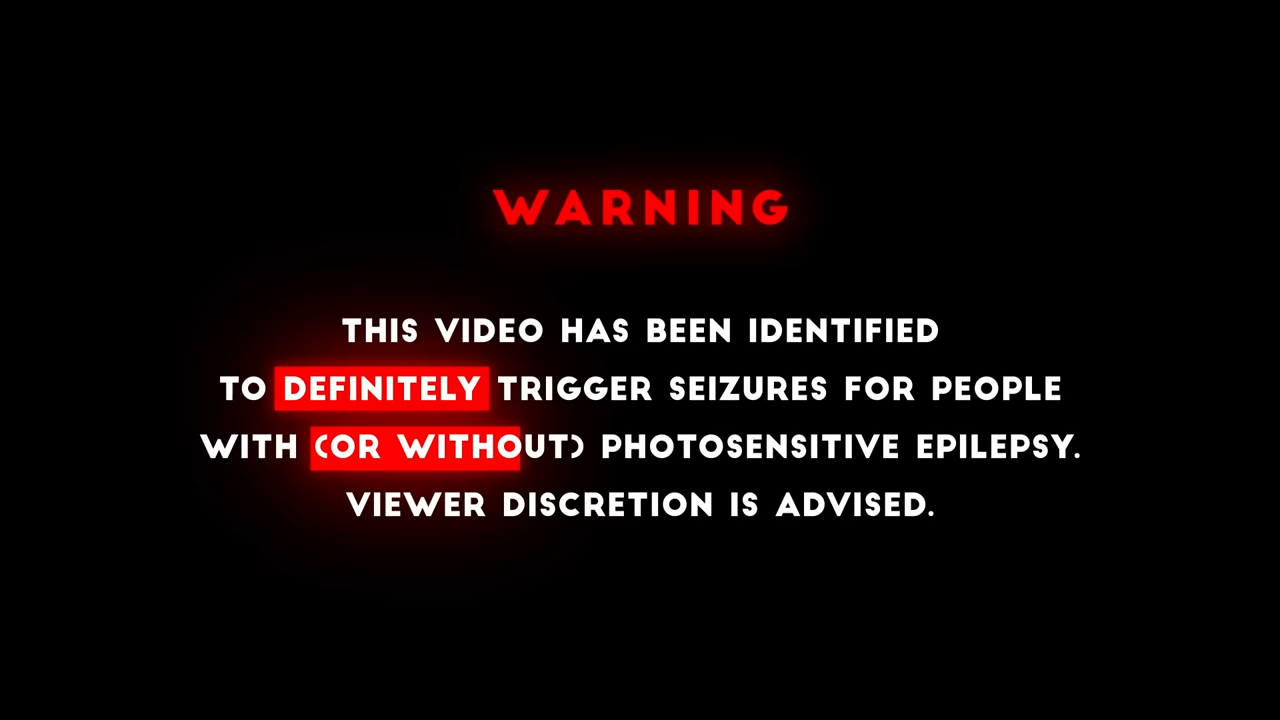 WARNING
THIS VIDEO HAS BEEN IDENTIFIED
TO DEFINITELY TRIGGER SEIZURES FOR PEOPLE
WITH (OR WITHOUT) PHOTOSENSITIVE EPILEPSY.
VIEWER DISCRETION IS ADVISED.